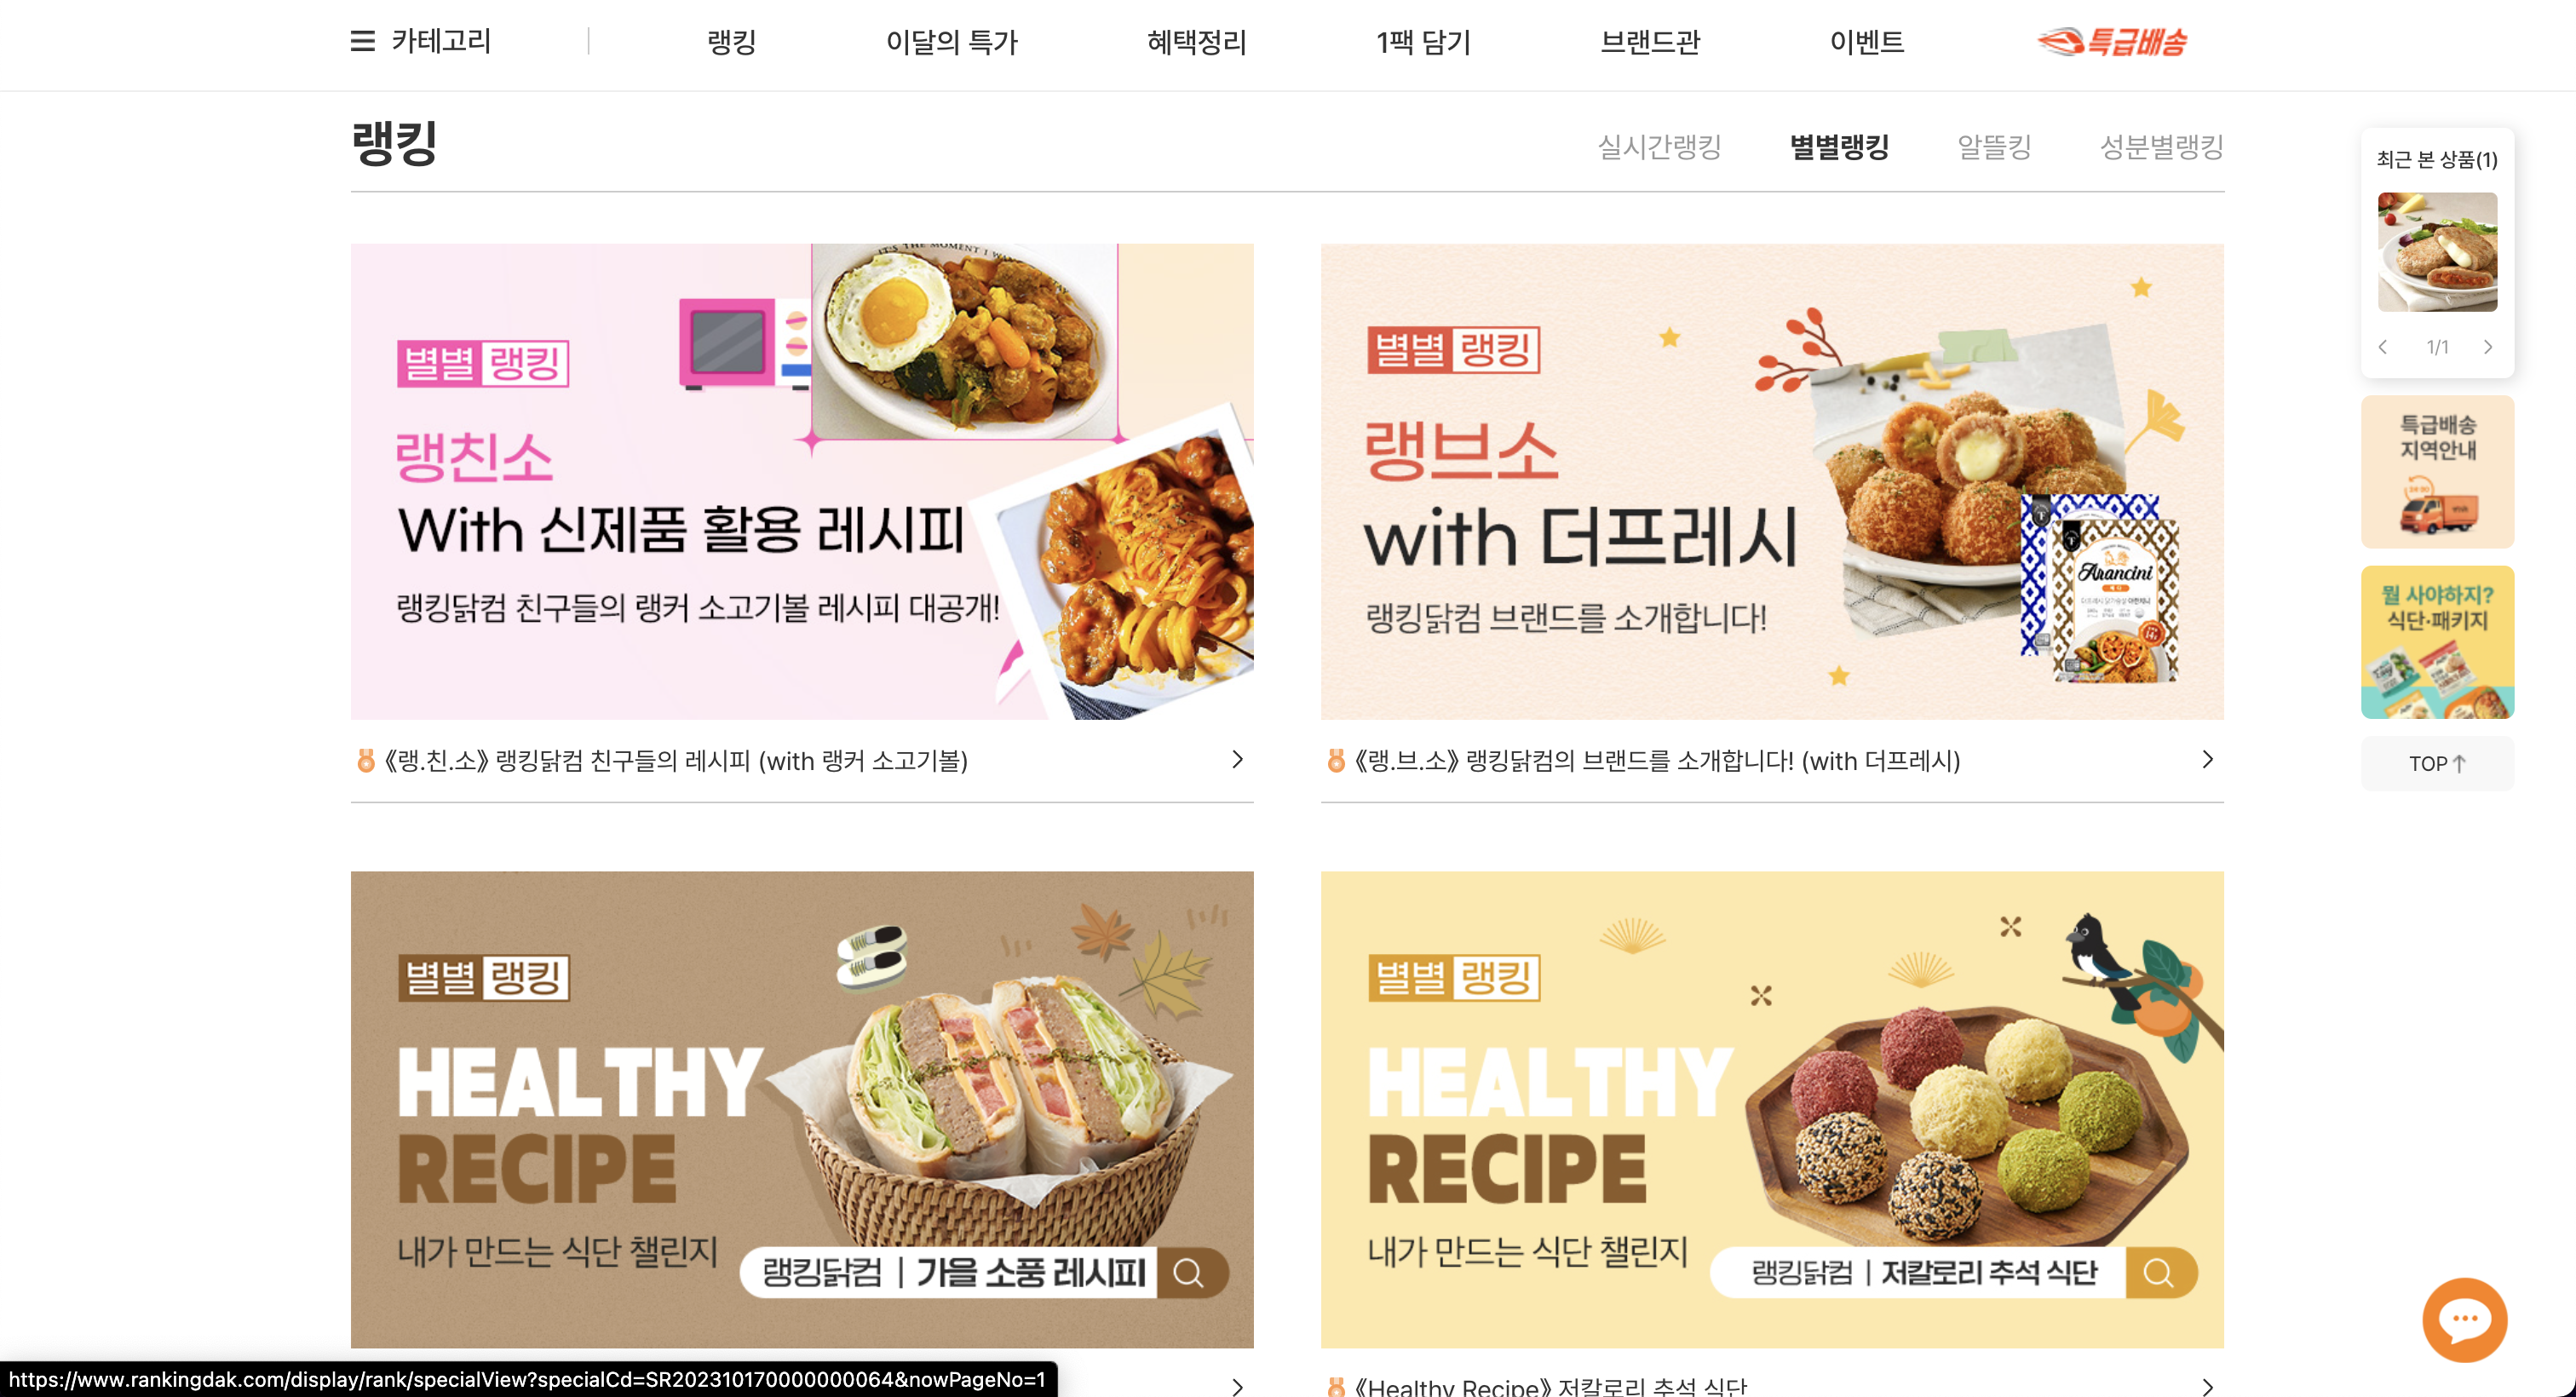 카테고리
랭킹
이달의 특가
혜택정리
1팩 담기
브랜드관
이벤트
특급배송
랭킹
실시간랭킹
별별랭킹
알뜰킹
성분별랭킹
IT'S THE MOMENT I WA
별별 랭킹
랭친소
With 신제품 활용 레시피
랭킹닭컴 친구들의 랭커 소고기볼 레시피 대공개!
《랭.친.소》 랭킹닭컴 친구들의 레시피 (with 랭커 소고기볼)
별별 랭킹
랭브소
with 더프레시
랭킹닭컴 브랜드를 소개합니다!
Arancini
《랭.브.소》 랭킹닭컴의 브랜드를 소개합니다! (with 더프레시)
별별 랭킹
HEALTHY
RECIPE
내가 만드는 식단 챌린지
랭킹닭컴 | 가을 소풍 레시피
별별 랭킹
HEALTHY
RECIPE
내가 만드는 식단 챌린지
랭킹닭컴 | 저칼로리 추석 식단
《Healthy Recipe》 저칼로리 추석 식단
최근 본 상품(1)
1/1
특급배송
지역안내
뭘 사야하지?
식단·패키지
TOP
https://www.rankingdak.com/display/rank/specialView?specialCd=SR202310170000000064&nowPageNo=1